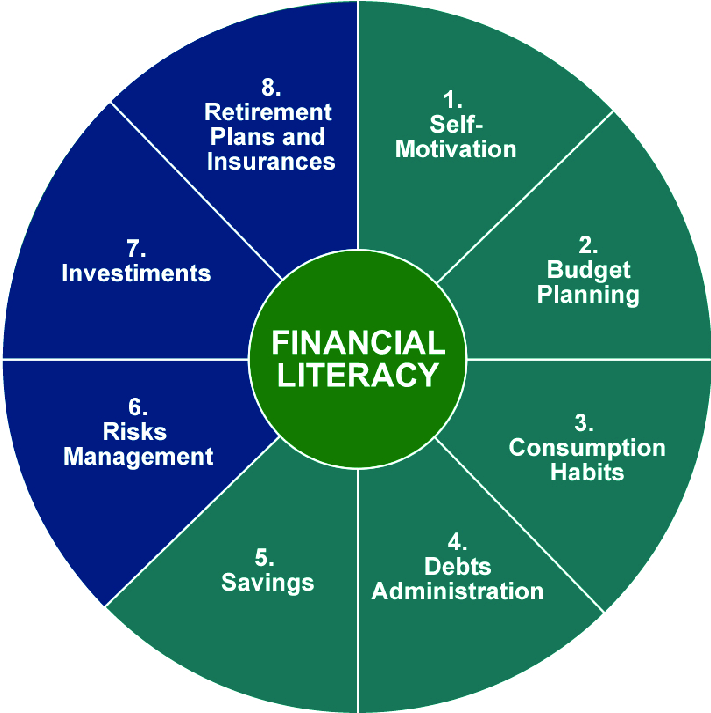 FINANCIAL
LITERACY
1.
Self-
Motivation
2.
Budget
Planning
3.
Consumption
Habits
4.
Debts
Administration
5.
Savings
6.
Risks
Management
7.
Investiments
8.
Retirement
Plans and
Insurances